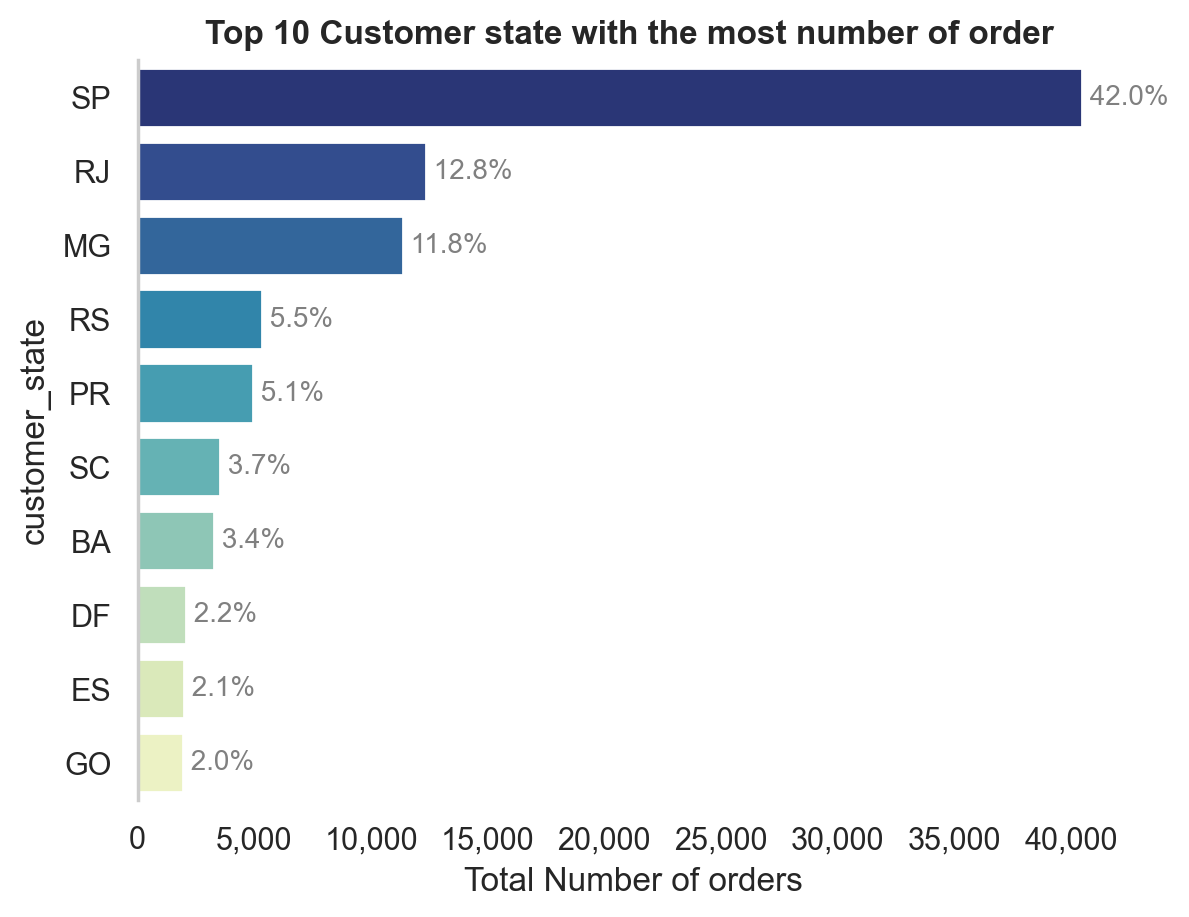 Top 10 Customer state with the most number of order
customer_state
SP 42.0%
RJ 12.8%
MG 11.8%
RS 5.5%
PR 5.1%
SC 3.7%
BA 3.4%
DF 2.2%
ES 2.1%
GO 2.0%
0 5,000 10,000 15,000 20,000 25,000 30,000 35,000 40,000
Total Number of orders